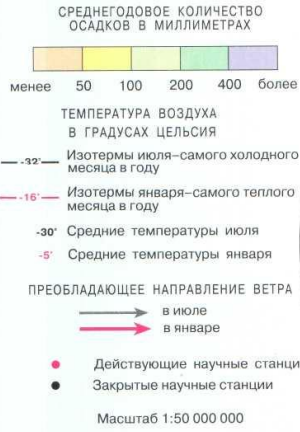 СРЕДНЕГОДОВОЕ КОЛИЧЕСТВО
ОСАДКОВ В МИЛЛИМЕТРАХ
менее 50 100 200 400 более
ТЕМПЕРАТУРА ВОЗДУХА
В ГРАДУСАХ ЦЕЛЬСИЯ
-32° Изотермы июля–самого холодного
месяца в году
-16° Изотермы января–самого теплого
месяца в году
-30° Средние температуры июля
-5° Средние температуры января
ПРЕОБЛАДАЮЩЕЕ НАПРАВЛЕНИЕ ВЕТРА
в июле
в январе
Действующие научные станци
Закрытые научные станции
Масштаб 1:50 000 000